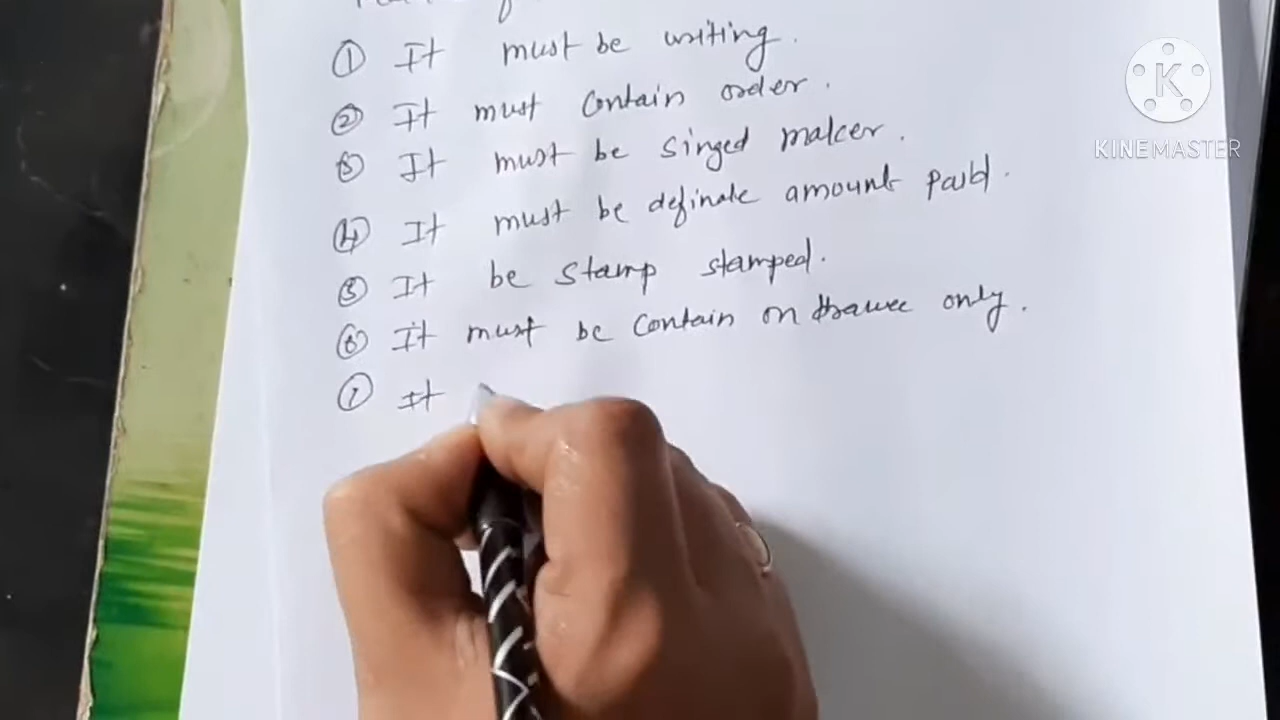 ① It must be writing.
② It must contain order.
③ It must be singed maker.
④ It must be definate amount paid.
⑤ It be stamp stamped.
⑥ It must be contain on drawee only.
⑦ It
K
KINEMASTER